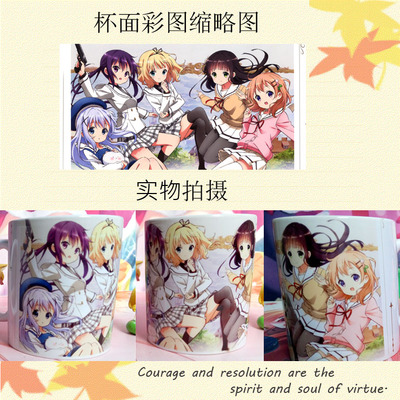 杯面彩图缩略图
实物拍摄
Courage and resolution are the
spirit and soul of virtue.